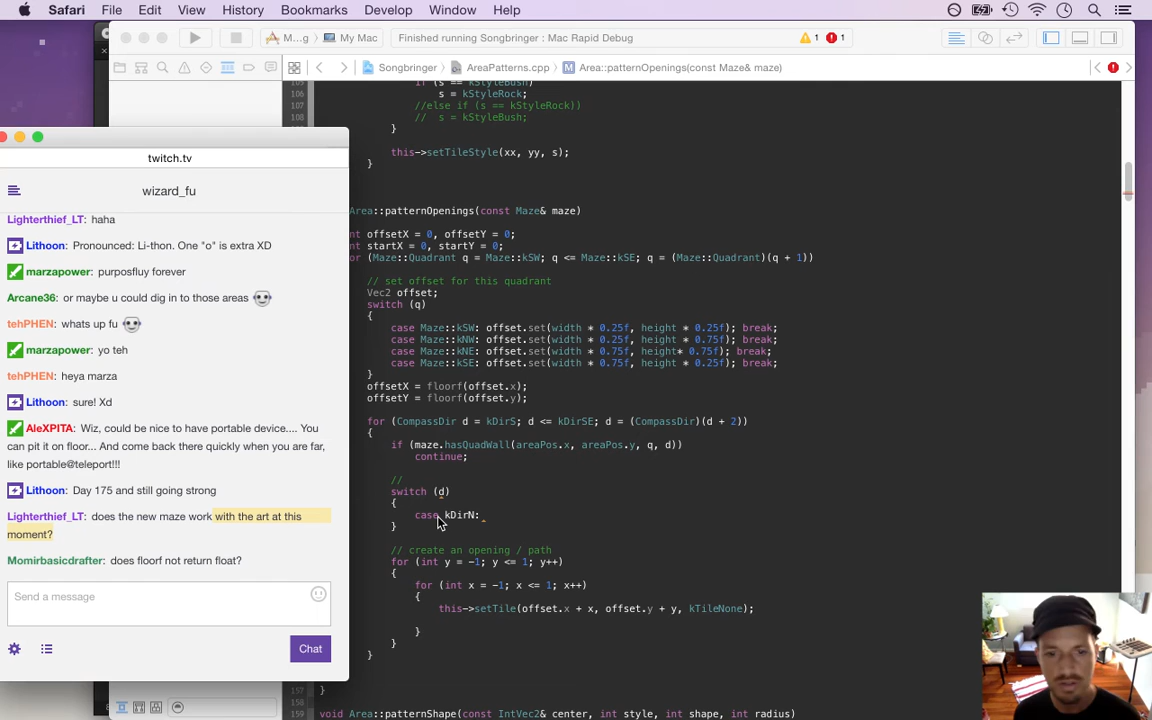 Safari File Edit View History Bookmarks Develop Window Help
M...g My Mac Finished running Songbringer : Mac Rapid Debug 1 1
Songbringer AreaPatterns.cpp M Area::patternOpenings(const Maze& maze)
twitch.tv
wizard_fu
Lighterthief_LT: haha
Lithoon: Pronounced: Li-thon. One "o" is extra XD
marzapower: purposfluy forever
Arcane36: or maybe u could dig in to those areas
tehPHEN: whats up fu
marzapower: yo teh
tehPHEN: heya marza
Lithoon: sure! Xd
AleXPITA: Wiz, could be nice to have portable device.... You
can pit it on floor... And come back there quickly when you are far,
like portable@teleport!!!
Lithoon: Day 175 and still going strong
Lighterthief_LT: does the new maze work with the art at this
moment?
Momirbasicdrafter: does floorf not return float?
Send a message
Chat
105 if (s == kStyleBush)
106 s = kStyleRock;
107 //else if (s == kStyleRock))
108 // s = kStyleBush;
}
this->setTileStyle(xx, yy, s);
}
Area::patternOpenings(const Maze& maze)
nt offsetX = 0, offsetY = 0;
nt startX = 0, startY = 0;
or (Maze::Quadrant q = Maze::kSW; q <= Maze::kSE; q = (Maze::Quadrant)(q + 1))
// set offset for this quadrant
Vec2 offset;
switch (q)
{
case Maze::kSW: offset.set(width * 0.25f, height * 0.25f); break;
case Maze::kNW: offset.set(width * 0.25f, height * 0.75f); break;
case Maze::kNE: offset.set(width * 0.75f, height* 0.75f); break;
case Maze::kSE: offset.set(width * 0.75f, height * 0.25f); break;
}
offsetX = floorf(offset.x);
offsetY = floorf(offset.y);
for (CompassDir d = kDirS; d <= kDirSE; d = (CompassDir)(d + 2))
{
if (maze.hasQuadWall(areaPos.x, areaPos.y, q, d))
continue;
//
switch (d)
{
case kDirN:
}
// create an opening / path
for (int y = -1; y <= 1; y++)
{
for (int x = -1; x <= 1; x++)
{
this->setTile(offset.x + x, offset.y + y, kTileNone);
}
}
}
157 }
158
159 void Area::patternShape(const IntVec2& center, int style, int shape, int radius)